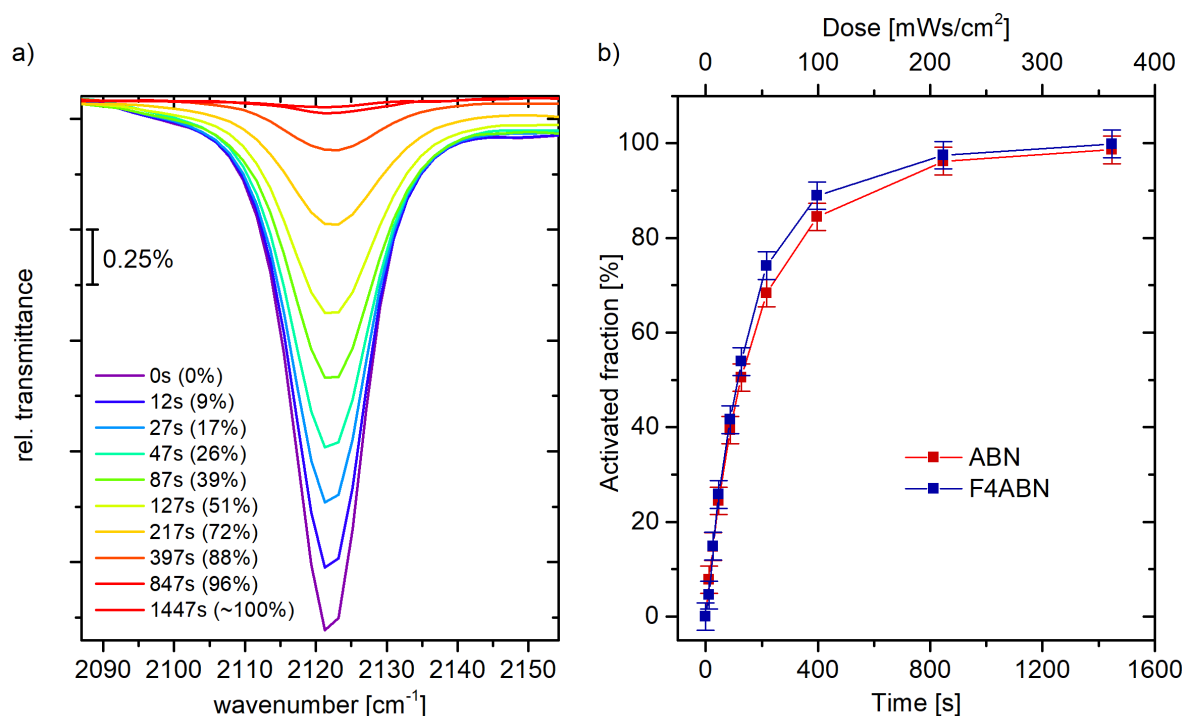 a)
rel. transmittance
0.25%
0s (0%)
12s (9%)
27s (17%)
47s (26%)
87s (39%)
127s (51%)
217s (72%)
397s (88%)
847s (96%)
1447s (~100%)
2090 2100 2110 2120 2130 2140 2150
wavenumber [cm⁻¹]
b)
Dose [mWs/cm²]
0 100 200 300 400
Activated fraction [%]
100
80
60
40
20
0
ABN
F4ABN
0 400 800 1200 1600
Time [s]